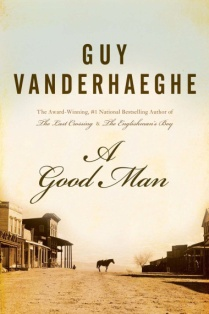 GUY
VANDERHAEGHE
The Award-Winning, #1 National Bestselling Author of
The Last Crossing & The Englishman's Boy
A
Good Man